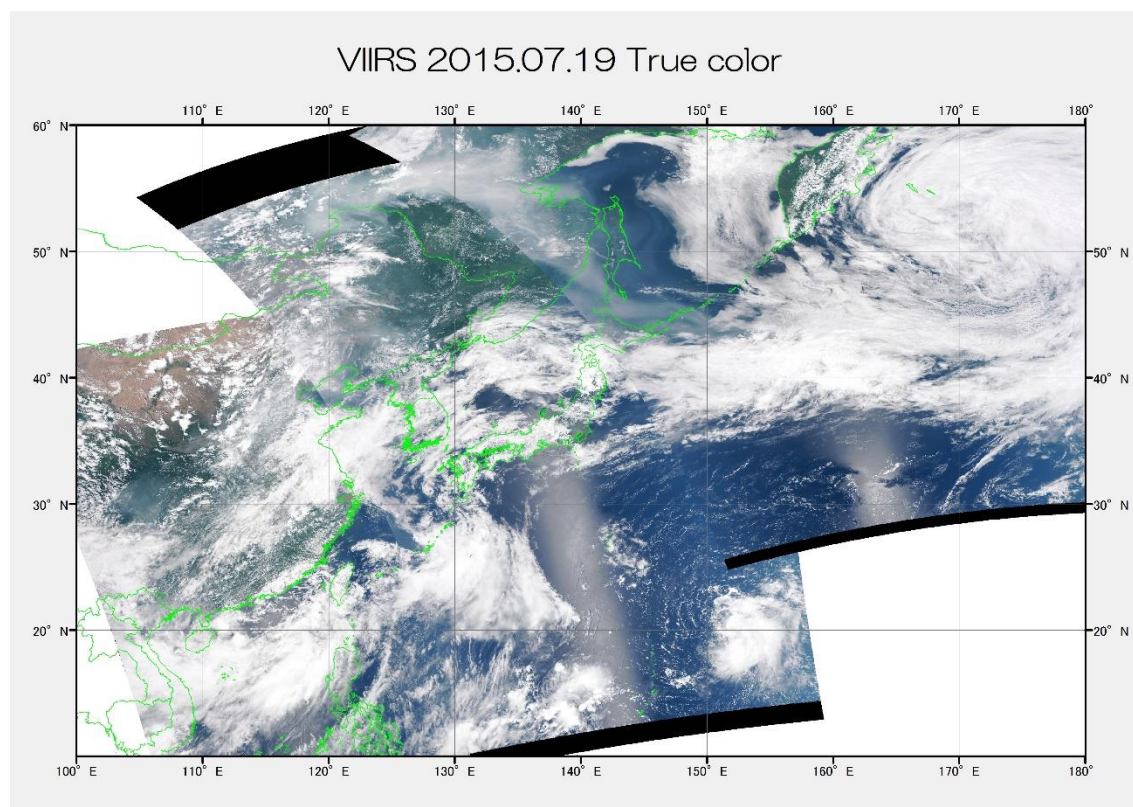 VIIRS 2015.07.19 True color
110° E 120° E 130° E 140° E 150° E 160° E 170° E 180°
60° N
50° N 50° N
40° N 40° N
30° N 30° N
20° N 20° N
100° E 110° E 120° E 130° E 140° E 150° E 160° E 170° E 180°